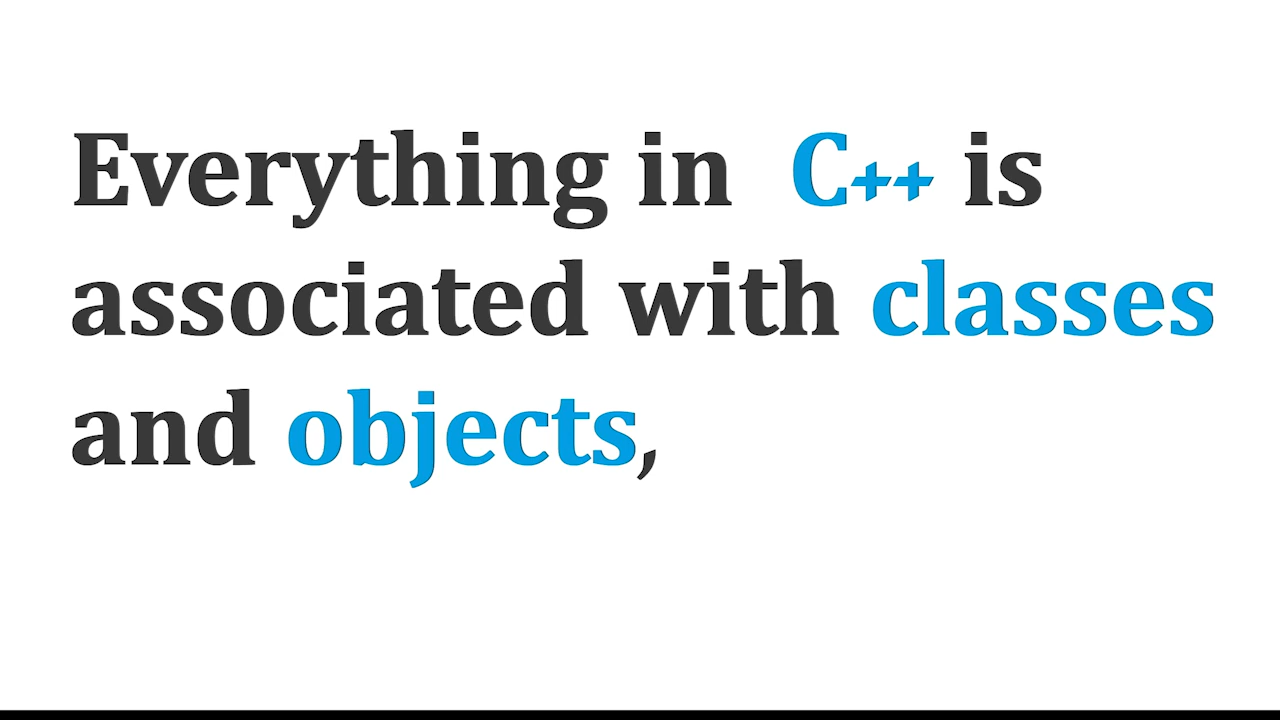 Everything in C++ is
associated with classes
and objects,